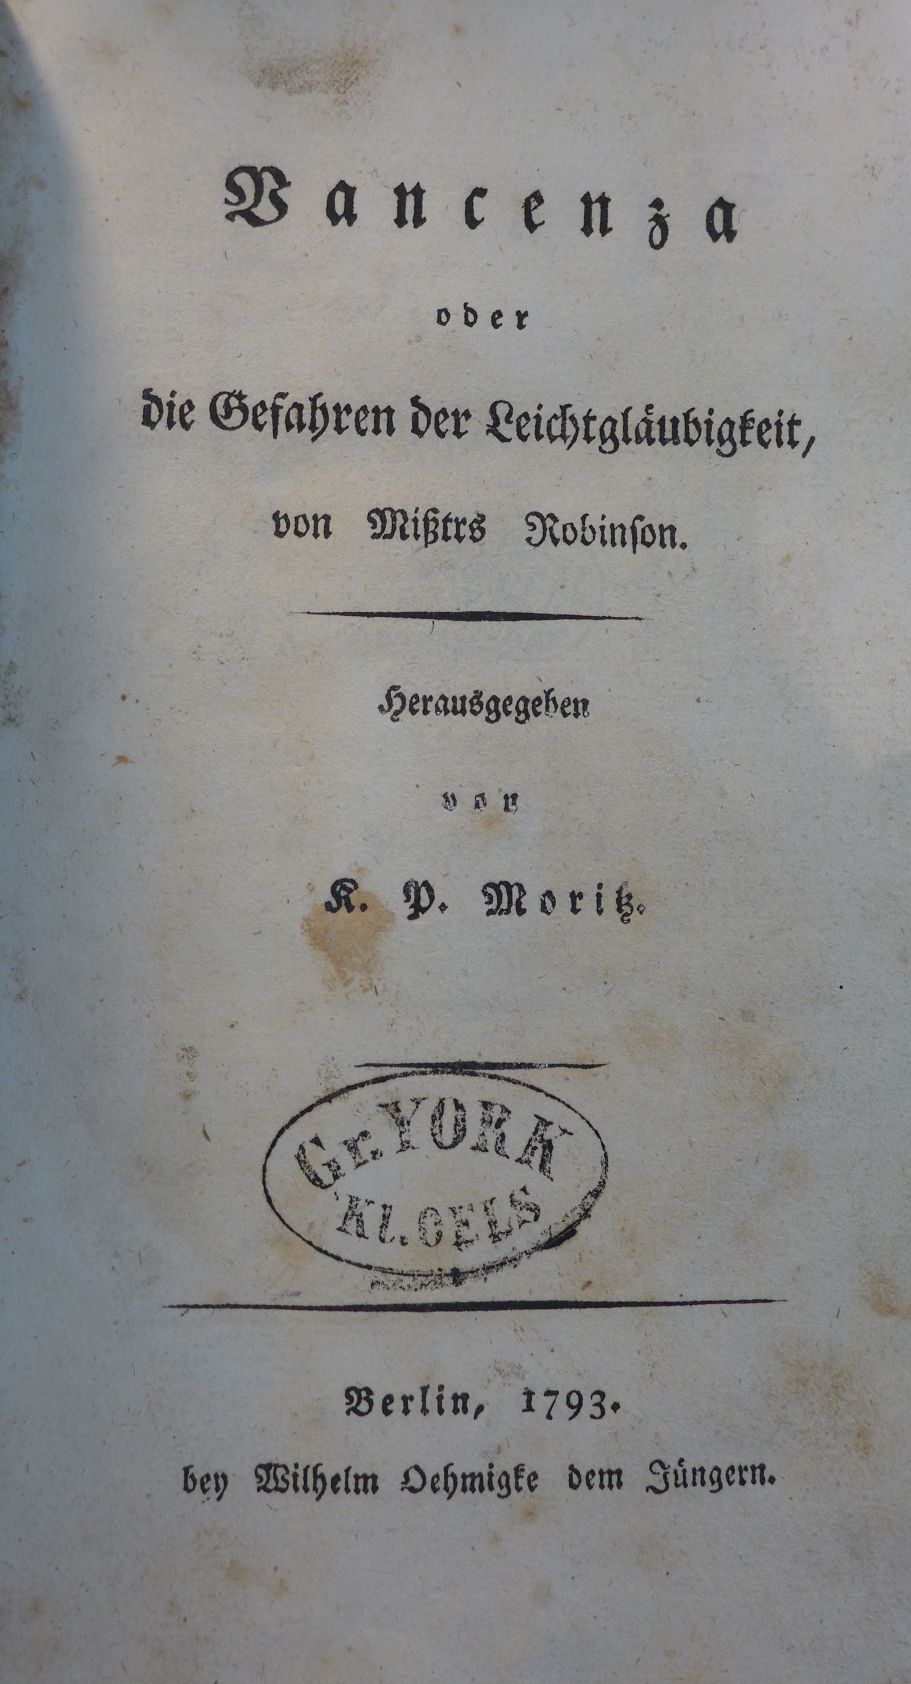 Vancenza
oder
die Gefahren der Leichtgläubigkeit,
von Mißtrs Robinson.
Herausgegeben
von
K. P. Moritz.
Gr. YORK
Kl. OELS
Berlin, 1793.
bey Wilhelm Oehmigke dem Jüngern.